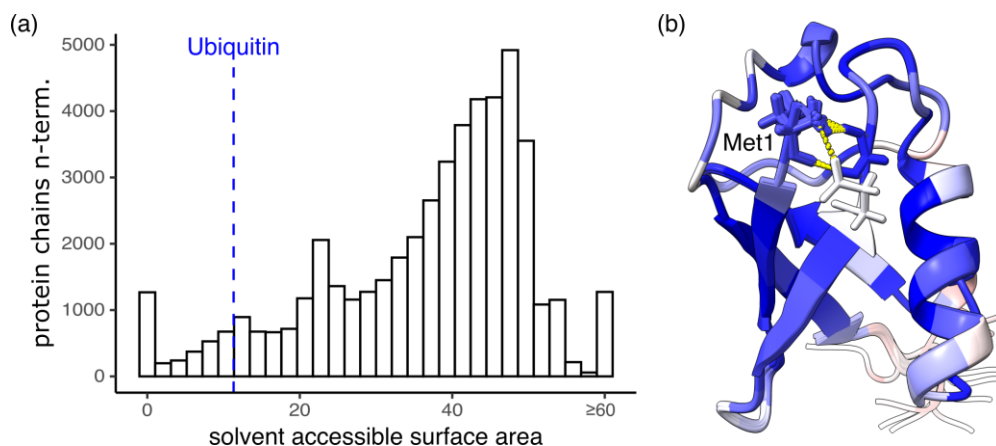 (a)
Ubiquitin
protein chains n-term.
5000
4000
3000
2000
1000
0
0 20 40 ≥60
solvent accessible surface area
(b)
Met1